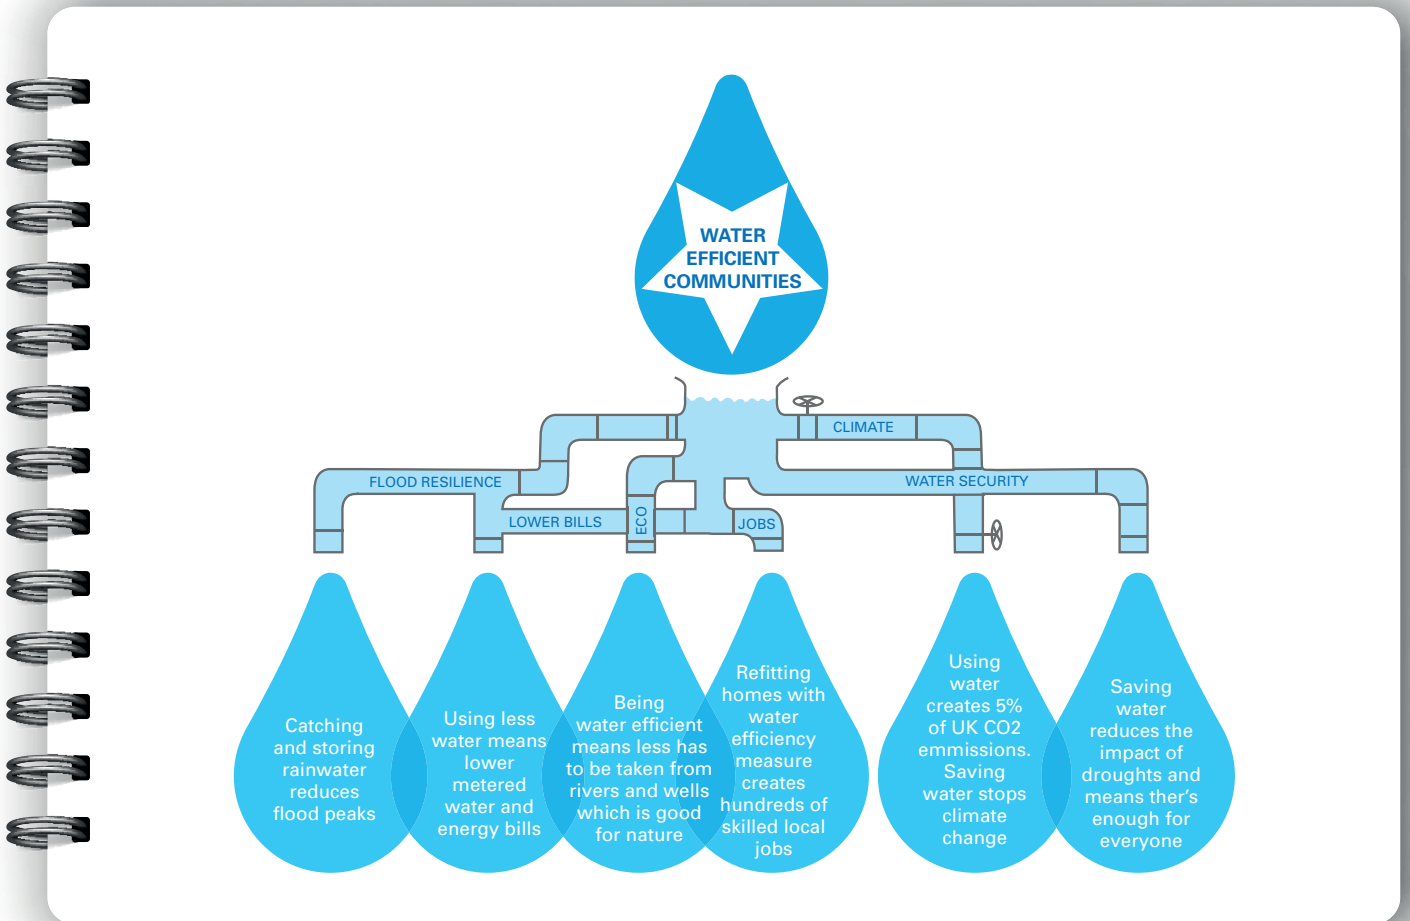 WATER
EFFICIENT
COMMUNITIES
CLIMATE
FLOOD RESILIENCE
WATER SECURITY
LOWER BILLS
ECO
JOBS
Catching
and storing
rainwater
reduces
flood peaks
Using less
water means
lower
metered
water and
energy bills
Being
water efficient
means less has
to be taken from
rivers and wells
which is good
for nature
Refitting
homes with
water
efficiency
measure
creates
hundreds of
skilled local
jobs
Using
water
creates 5%
of UK CO2
emmissions.
Saving
water stops
climate
change
Saving
water
reduces the
impact of
droughts and
means ther's
enough for
everyone